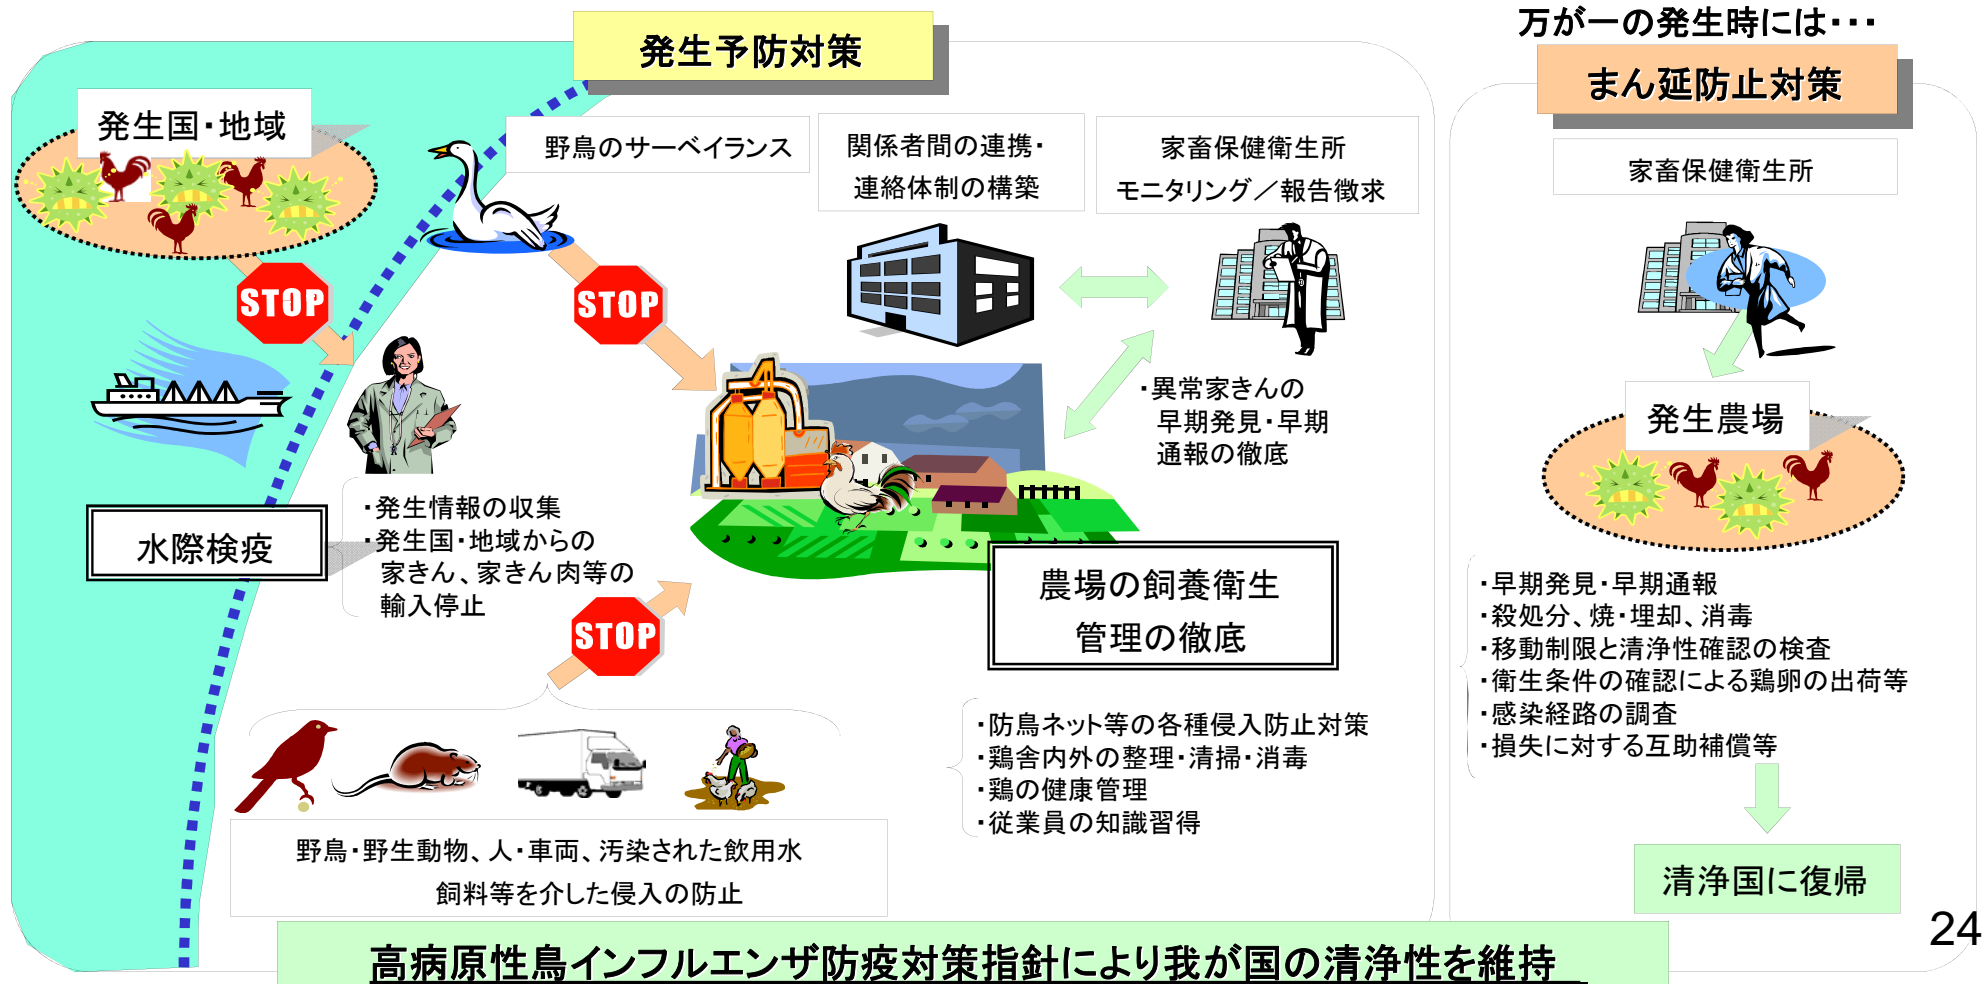 発生予防対策
発生国・地域
STOP
野鳥のサーベイランス
STOP
関係者間の連携・
連絡体制の構築
家畜保健衛生所
モニタリング／報告徴求
・異常家きんの
早期発見・早期
通報の徹底
水際検疫
・発生情報の収集
・発生国・地域からの
家きん、家きん肉等の
輸入停止
STOP
農場の飼養衛生
管理の徹底
・防鳥ネット等の各種侵入防止対策
・鶏舎内外の整理・清掃・消毒
・鶏の健康管理
・従業員の知識習得
野鳥・野生動物、人・車両、汚染された飲用水
飼料等を介した侵入の防止
万が一の発生時には・・・
まん延防止対策
家畜保健衛生所
発生農場
・早期発見・早期通報
・殺処分、焼・埋却、消毒
・移動制限と清浄性確認の検査
・衛生条件の確認による鶏卵の出荷等
・感染経路の調査
・損失に対する互助補償等
清浄国に復帰
高病原性鳥インフルエンザ防疫対策指針により我が国の清浄性を維持
24